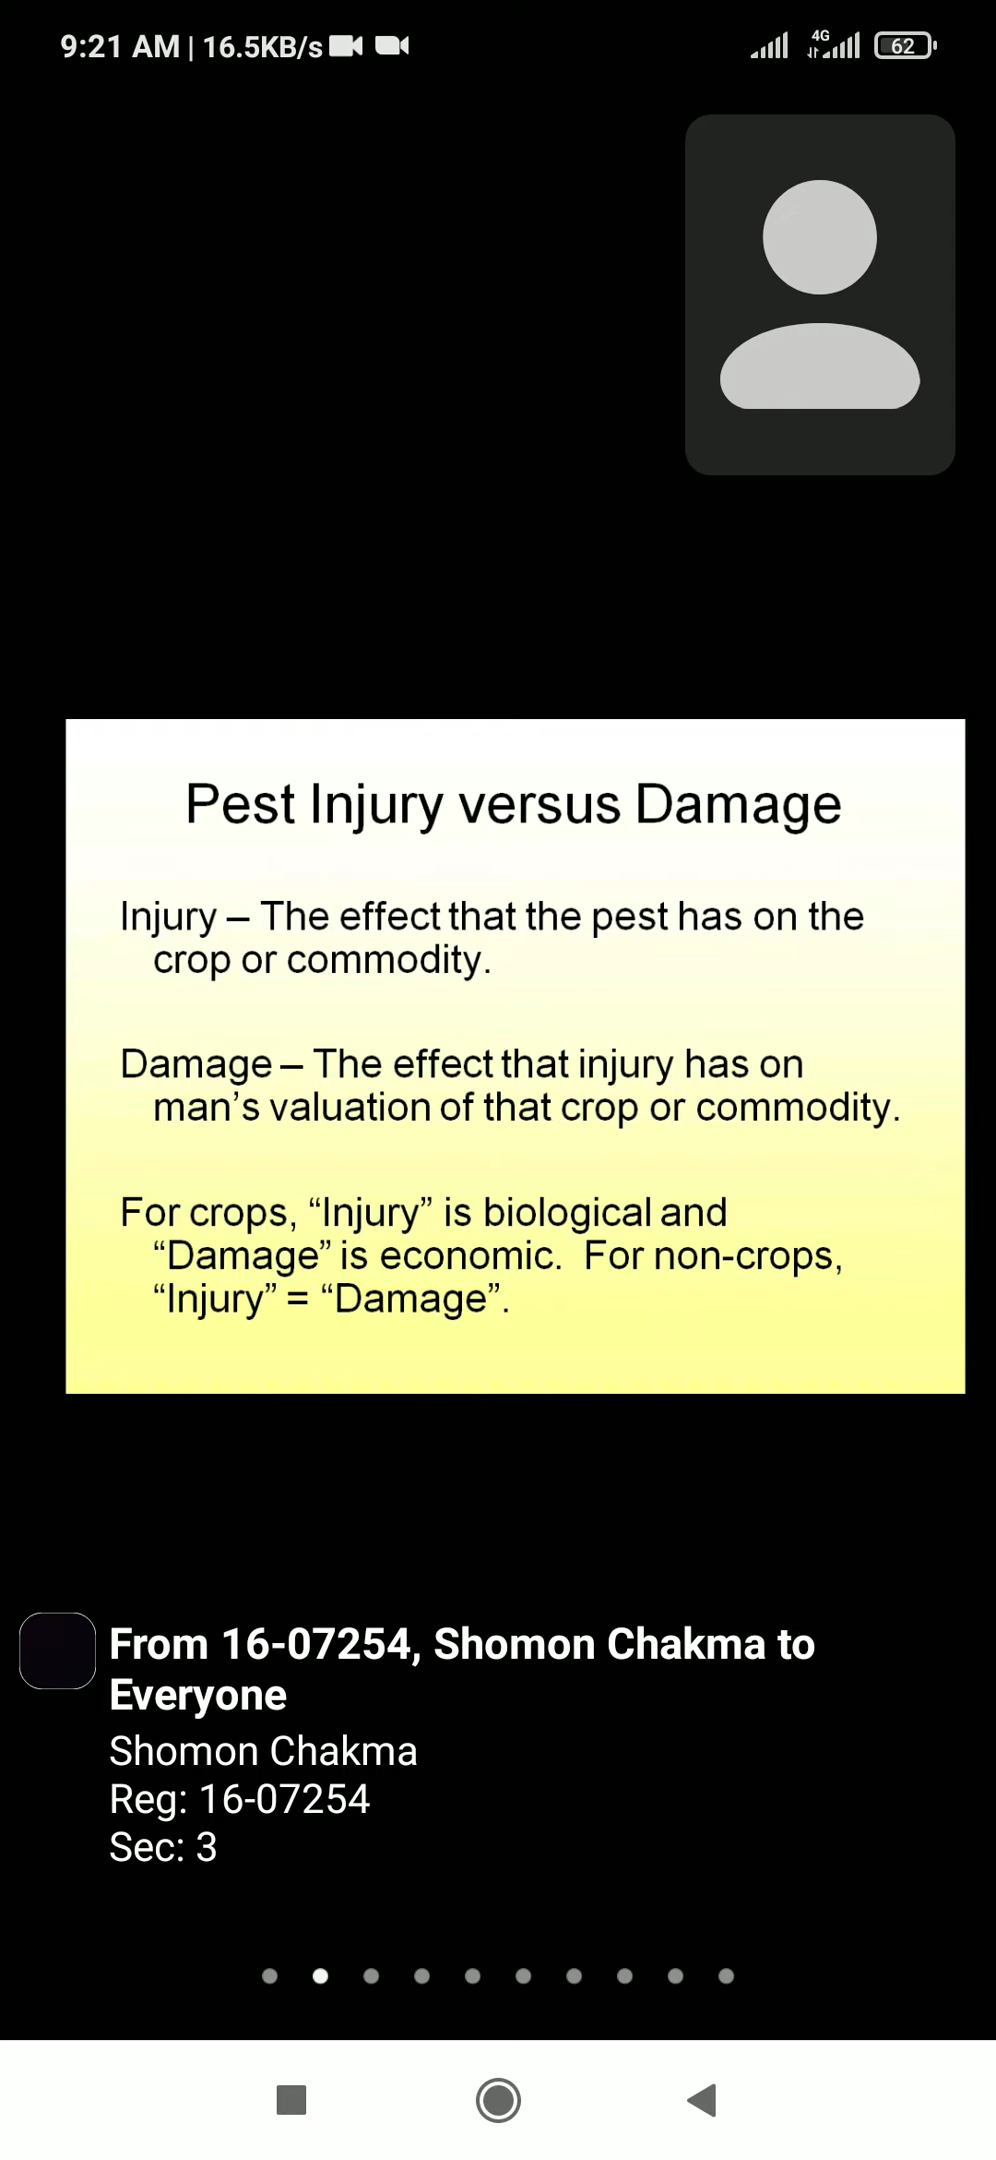 9:21 AM | 16.5KB/s
4G
62
Pest Injury versus Damage
Injury – The effect that the pest has on the
crop or commodity.
Damage – The effect that injury has on
man’s valuation of that crop or commodity.
For crops, “Injury” is biological and
“Damage” is economic.  For non-crops,
“Injury” = “Damage”.
From 16-07254, Shomon Chakma to
Everyone
Shomon Chakma
Reg: 16-07254
Sec: 3